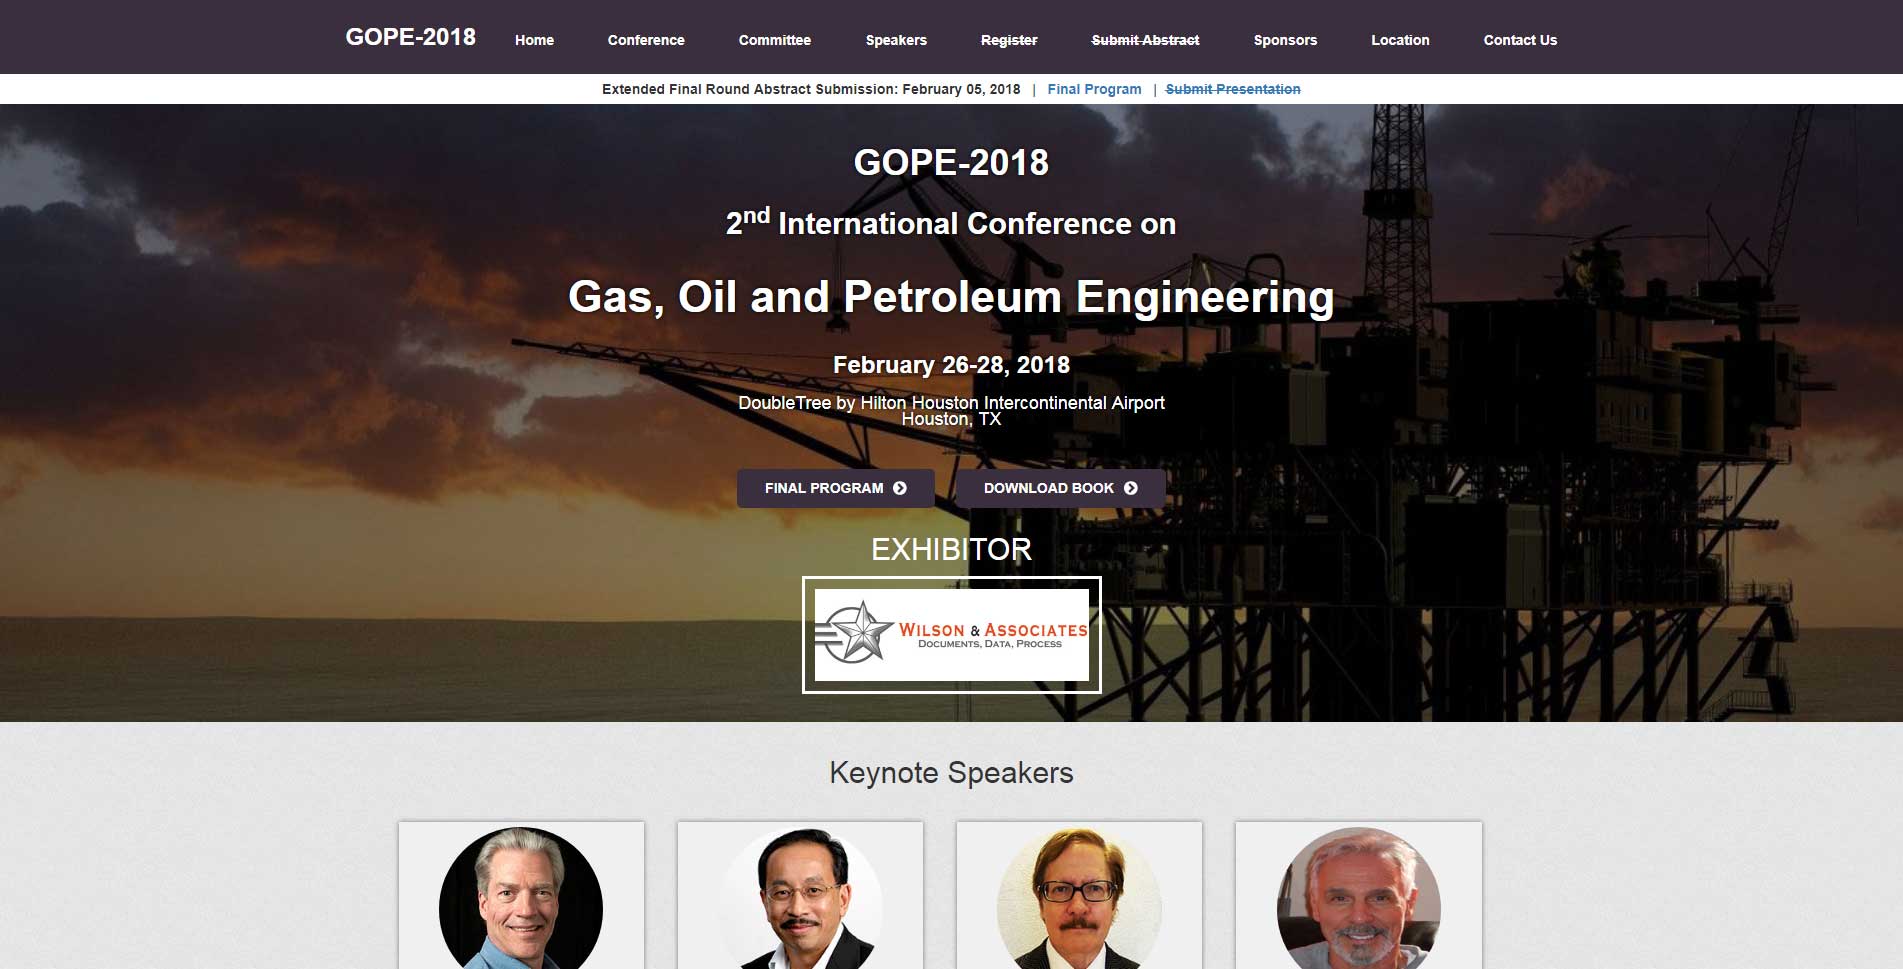 GOPE-2018 Home Conference Committee Speakers Register Submit Abstract Sponsors Location Contact Us
Extended Final Round Abstract Submission: February 05, 2018 | Final Program | Submit Presentation
GOPE-2018
2nd International Conference on
Gas, Oil and Petroleum Engineering
February 26-28, 2018
DoubleTree by Hilton Houston Intercontinental Airport
Houston, TX
FINAL PROGRAM DOWNLOAD BOOK
EXHIBITOR
WILSON & ASSOCIATES
DOCUMENTS, DATA, PROCESS
Keynote Speakers